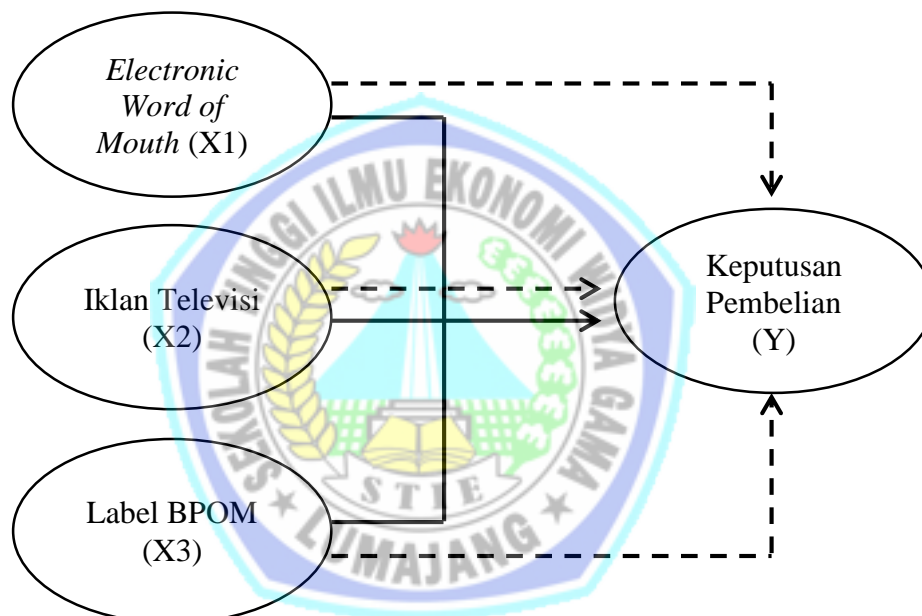 Electronic
Word of
Mouth (X1)
Iklan Televisi
(X2)
Label BPOM
(X3)
Keputusan
Pembelian
(Y)
SEKOLAH TINGGI ILMU EKONOMI WIDYA GAMA
STIE
LUMAJANG